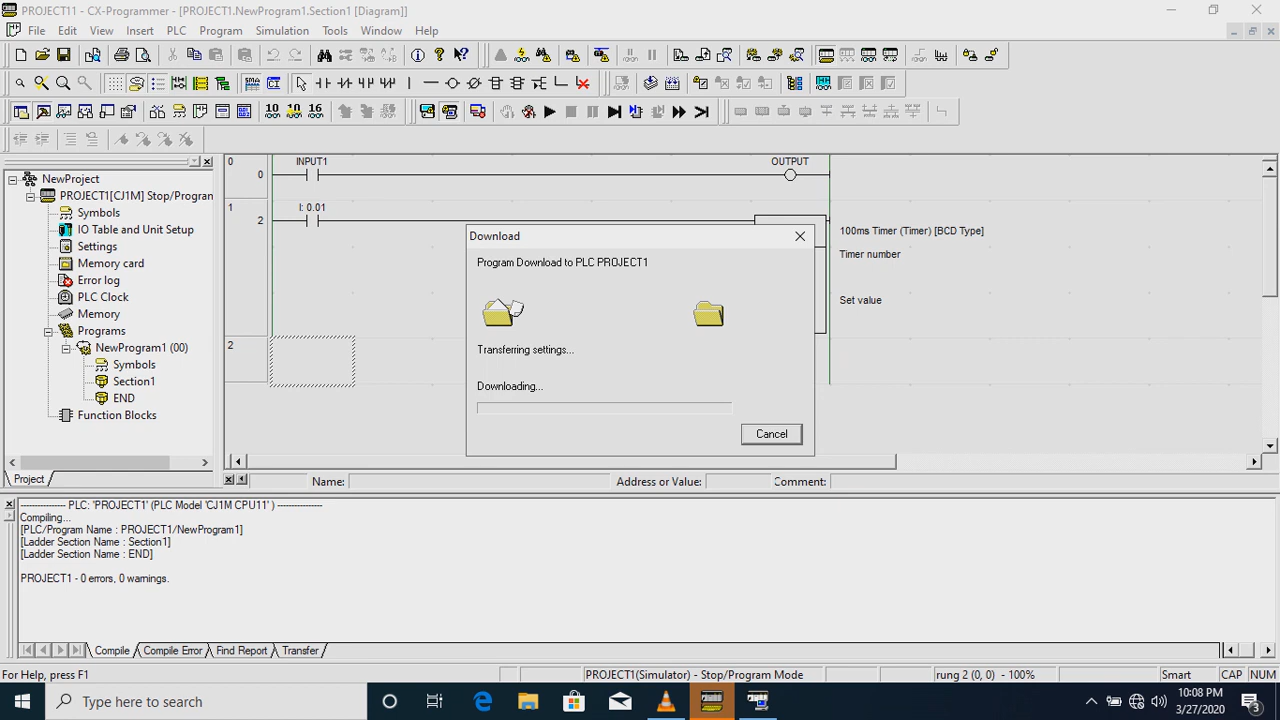 PROJECT11 - CX-Programmer - [PROJECT1.NewProgram1.Section1 [Diagram]]
File Edit View Insert PLC Program Simulation Tools Window Help
SMA CI
10 10 16
NewProject
PROJECT1[CJ1M] Stop/Program
Symbols
IO Table and Unit Setup
Settings
Memory card
Error log
PLC Clock
Memory
Programs
NewProgram1 (00)
Symbols
Section1
END
Function Blocks
Project
0
0
INPUT1
OUTPUT
1
2
I: 0.01
100ms Timer (Timer) [BCD Type]
Timer number
Set value
2
Download
Program Download to PLC PROJECT1
Transferring settings...
Downloading...
Cancel
Name: Address or Value: Comment:
--------------- PLC: 'PROJECT1' (PLC Model 'CJ1M CPU11' ) ---------------
Compiling...
[PLC/Program Name : PROJECT1/NewProgram1]
[Ladder Section Name : Section1]
[Ladder Section Name : END]
PROJECT1 - 0 errors, 0 warnings.
Compile Compile Error Find Report Transfer
For Help, press F1
PROJECT1(Simulator) - Stop/Program Mode
rung 2 (0, 0) - 100%
Smart
CAP NUM
Type here to search
10:08 PM
3/27/2020
3